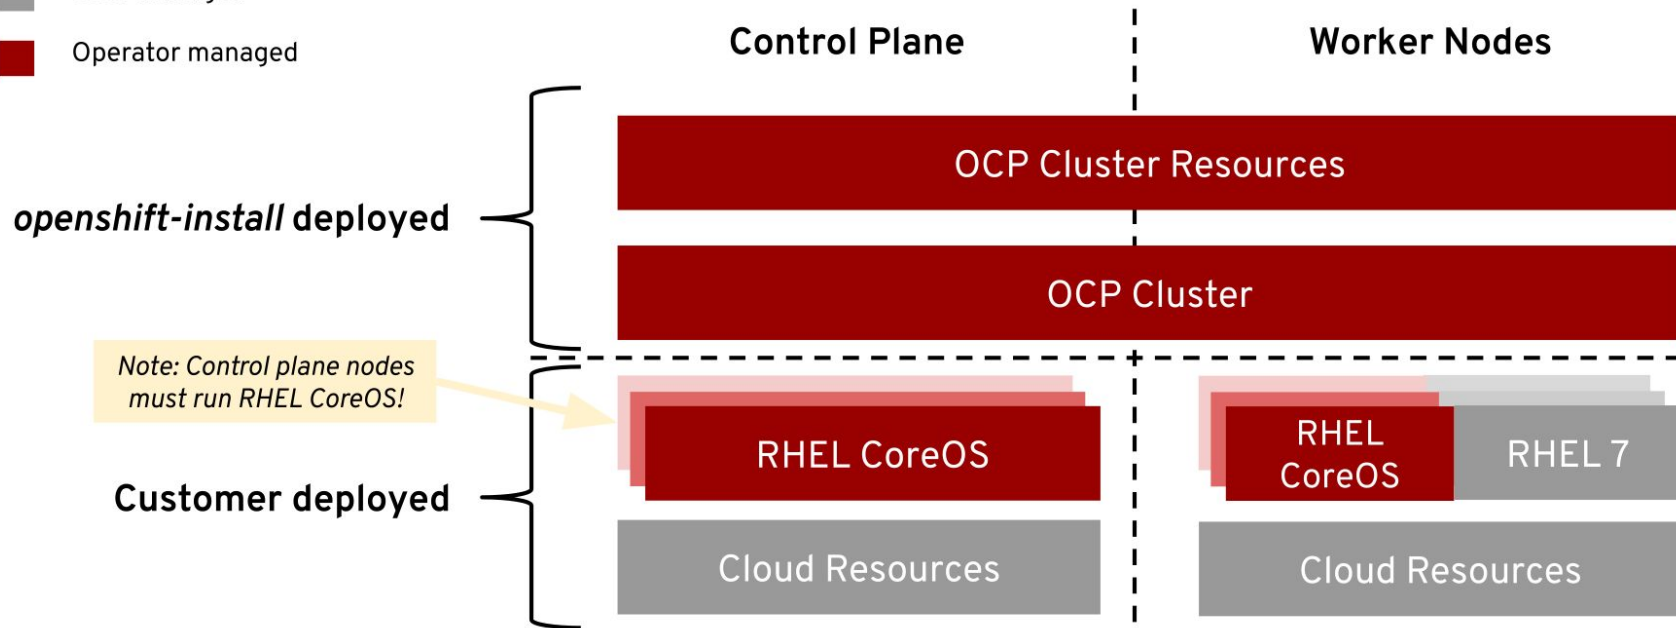 Operator managed
Control Plane
Worker Nodes
OCP Cluster Resources
openshift-install deployed
OCP Cluster
Note: Control plane nodes
must run RHEL CoreOS!
RHEL CoreOS
RHEL
CoreOS
RHEL 7
Customer deployed
Cloud Resources
Cloud Resources